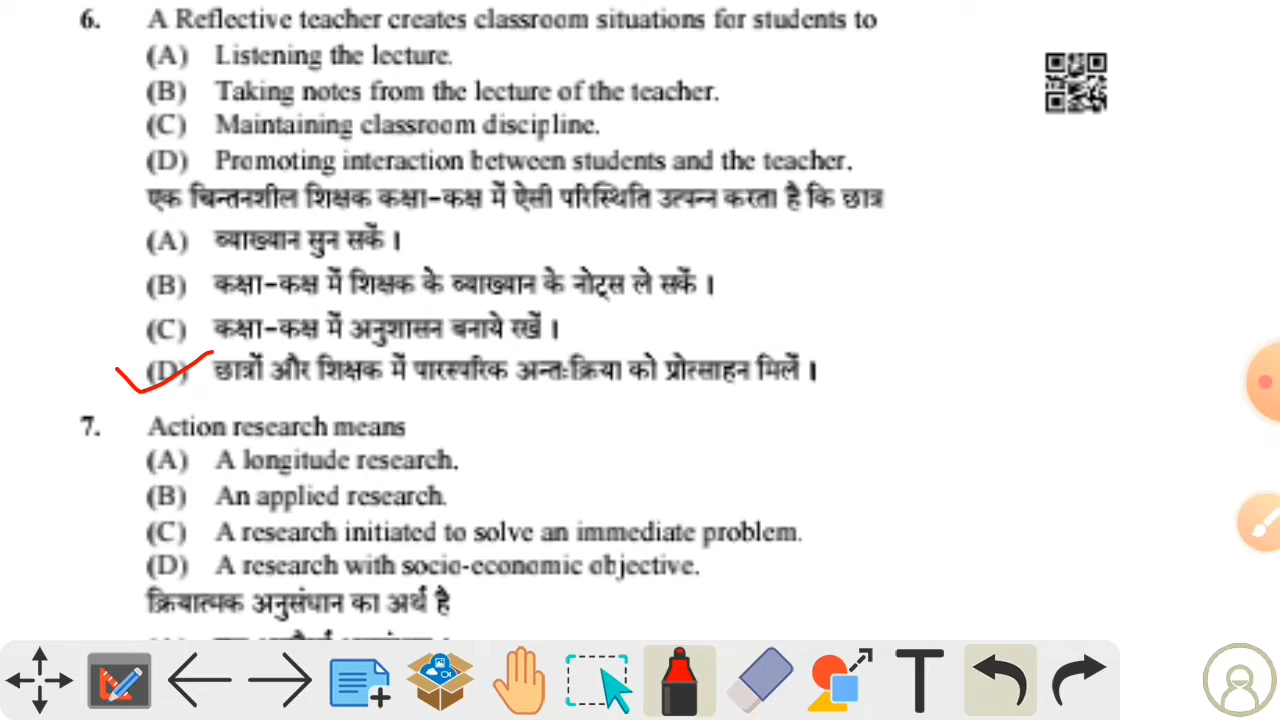 6. A Reflective teacher creates classroom situations for students to
(A) Listening the lecture.
(B) Taking notes from the lecture of the teacher.
(C) Maintaining classroom discipline.
(D) Promoting interaction between students and the teacher.
एक चिन्तनशील शिक्षक कक्षा-कक्ष में ऐसी परिस्थिति उत्पन्न करता है कि छात्र
(A) व्याख्यान सुन सकें ।
(B) कक्षा-कक्ष में शिक्षक के व्याख्यान के नोट्स ले सकें ।
(C) कक्षा-कक्ष में अनुशासन बनाये रखें ।
(D) छात्रों और शिक्षक में पारस्परिक अन्तःक्रिया को प्रोत्साहन मिलें ।
7. Action research means
(A) A longitude research.
(B) An applied research.
(C) A research initiated to solve an immediate problem.
(D) A research with socio-economic objective.
क्रियात्मक अनुसंधान का अर्थ है
T